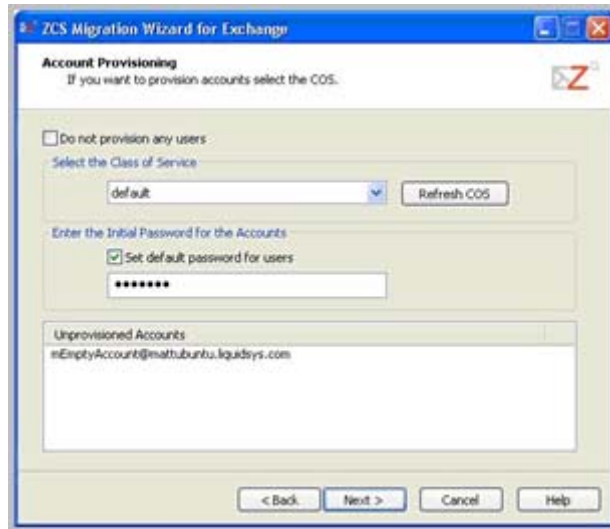 ZCS Migration Wizard for Exchange
Account Provisioning
If you want to provision accounts select the COS.
Z
Do not provision any users
Select the Class of Service
default
Refresh COS
Enter the Initial Password for the Accounts
Set default password for users
•••••••
Unprovisioned Accounts
mEmptyAccount@mattubuntu.liquidsys.com
< Back Next > Cancel Help